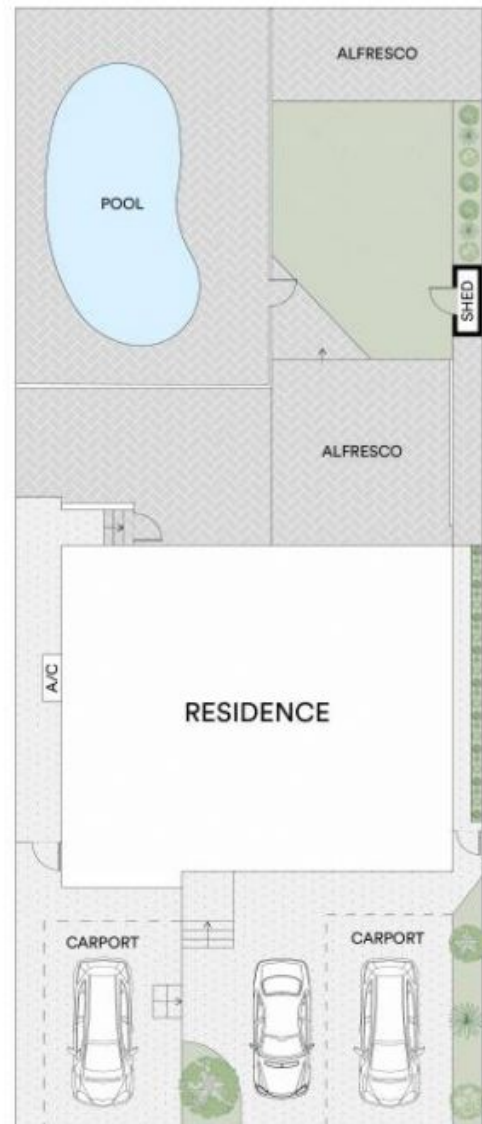 ALFRESCO
POOL
SHED
ALFRESCO
A/C
RESIDENCE
CARPORT
CARPORT